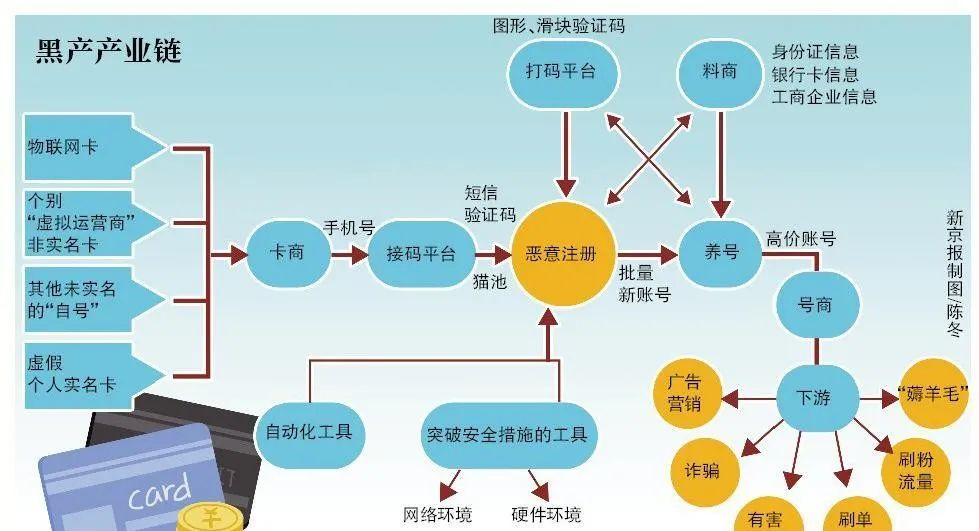 黑产产业链
图形、滑块验证码
打码平台
料商
身份证信息
银行卡信息
工商企业信息
物联网卡
个别
“虚拟运营商”
非实名卡
其他未实名
的“自号”
虚假
个人实名卡
卡商
手机号
接码平台
短信
验证码
猫池
恶意注册
批量
新账号
养号
高价账号
号商
下游
广告
营销
“薅羊毛”
诈骗
刷粉
流量
有害
刷单
自动化工具
突破安全措施的工具
网络环境
硬件环境
card
¥
新京报制图/陈冬